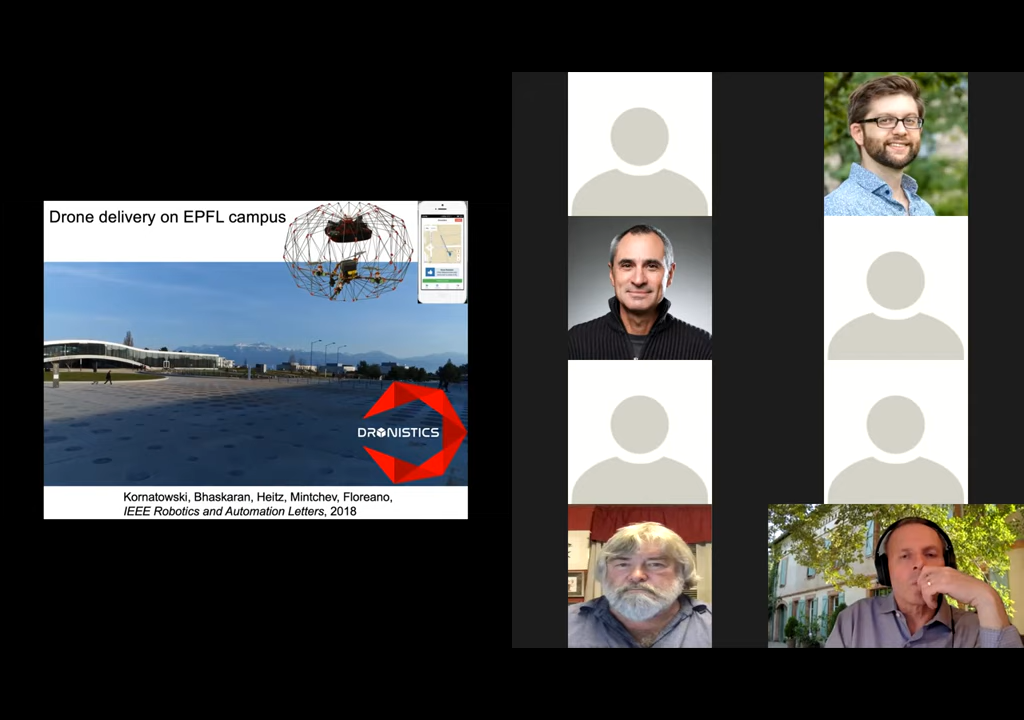 Drone delivery on EPFL campus
DRONISTICS
Kornatowski, Bhaskaran, Heitz, Mintchev, Floreano,
IEEE Robotics and Automation Letters, 2018